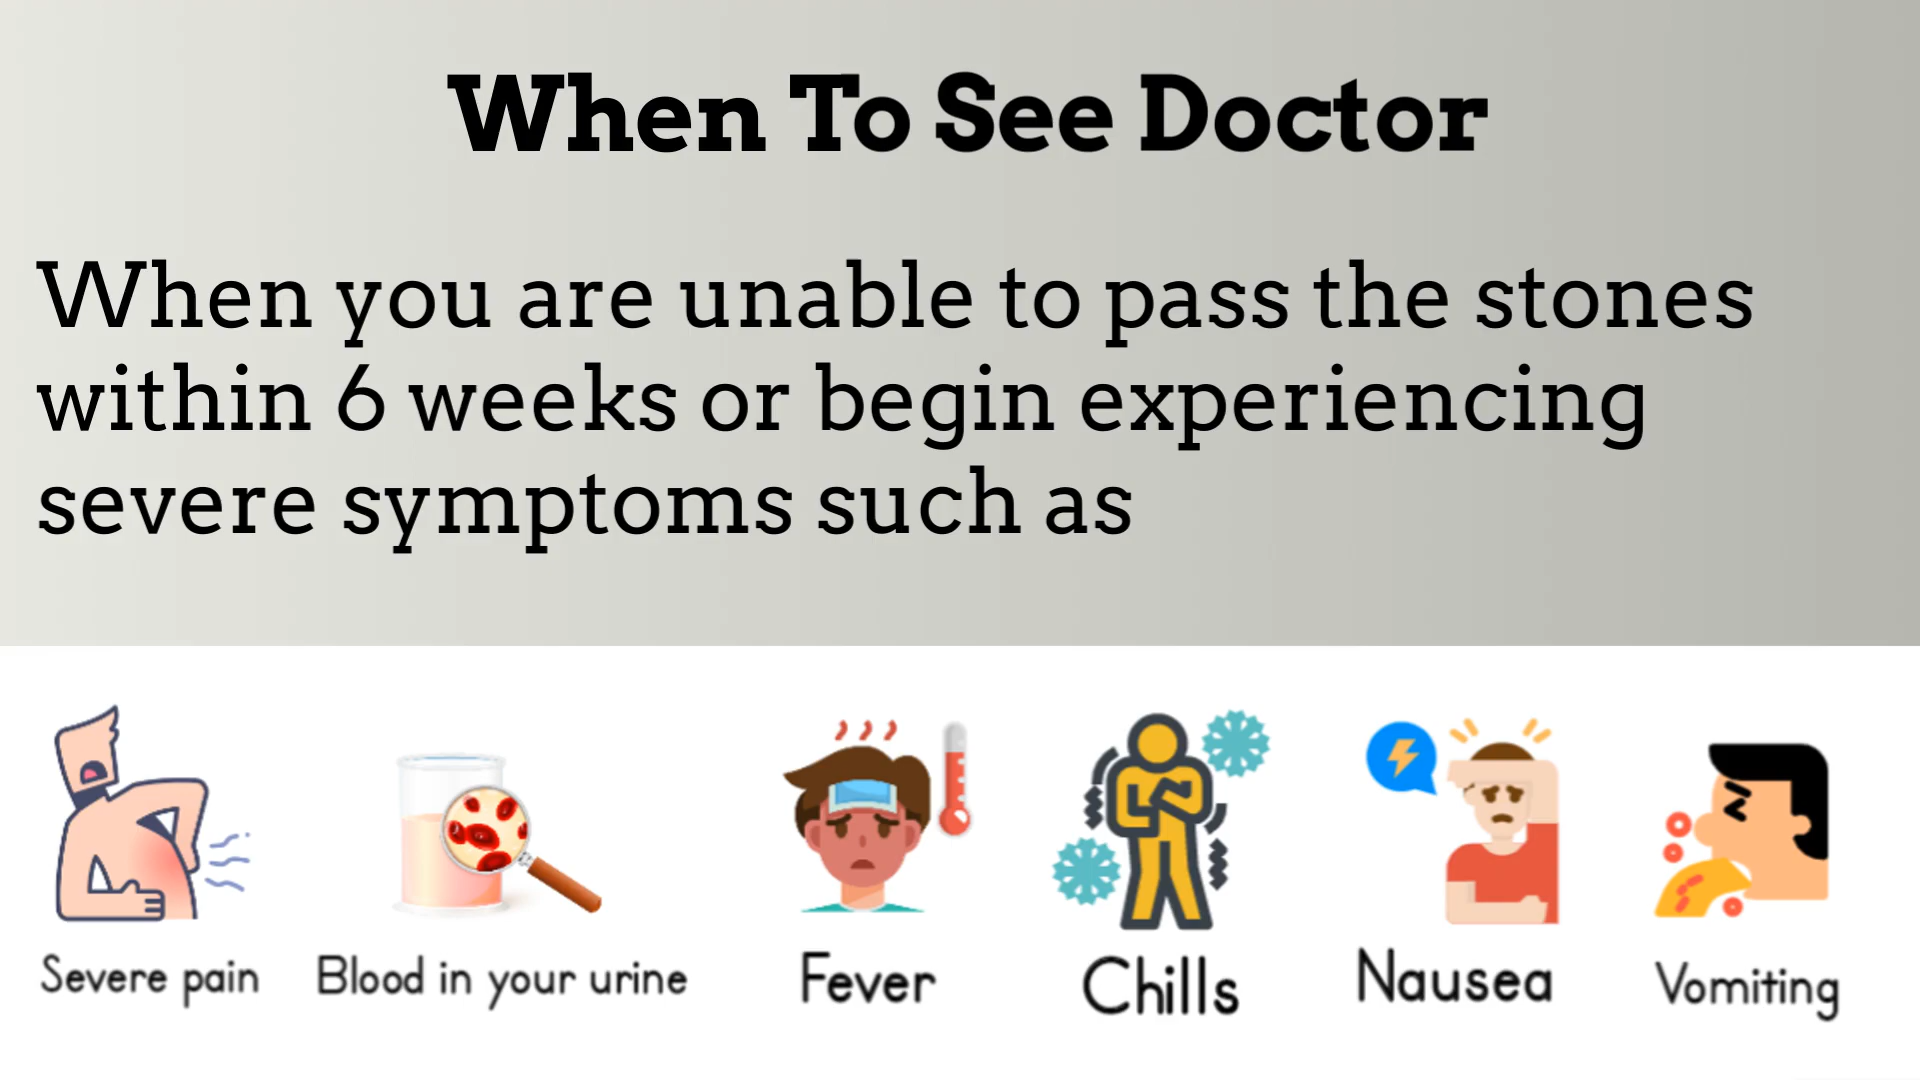 When To See Doctor
When you are unable to pass the stones
within 6 weeks or begin experiencing
severe symptoms such as
Severe pain
Blood in your urine
Fever
Chills
Nausea
Vomiting